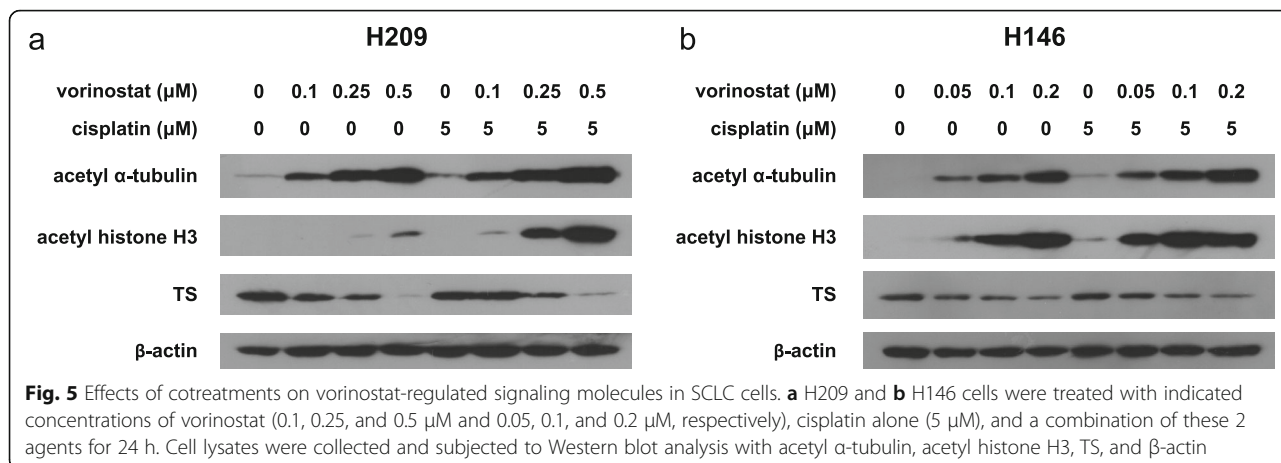 a
H209
vorinostat (μM) 0 0.1 0.25 0.5 0 0.1 0.25 0.5
cisplatin (μM) 0 0 0 0 5 5 5 5
acetyl α-tubulin
acetyl histone H3
TS
β-actin
b
H146
vorinostat (μM) 0 0.05 0.1 0.2 0 0.05 0.1 0.2
cisplatin (μM) 0 0 0 0 5 5 5 5
acetyl α-tubulin
acetyl histone H3
TS
β-actin
Fig. 5 Effects of cotreatments on vorinostat-regulated signaling molecules in SCLC cells. a H209 and b H146 cells were treated with indicated
concentrations of vorinostat (0.1, 0.25, and 0.5 μM and 0.05, 0.1, and 0.2 μM, respectively), cisplatin alone (5 μM), and a combination of these 2
agents for 24 h. Cell lysates were collected and subjected to Western blot analysis with acetyl α-tubulin, acetyl histone H3, TS, and β-actin